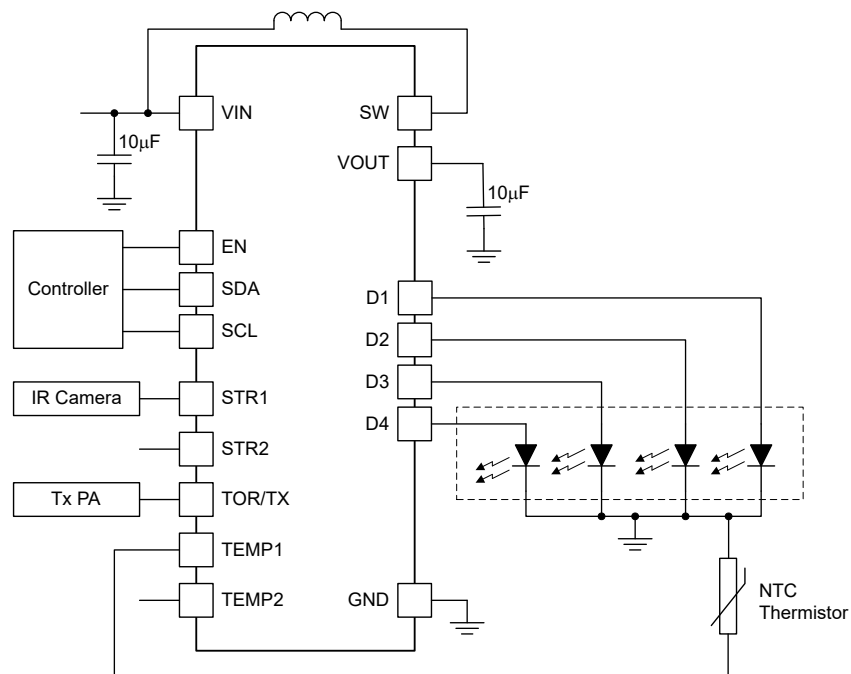 VIN
SW
10μF
VOUT
10μF
EN
Controller
SDA
D1
SCL
D2
D3
IR Camera
STR1
D4
STR2
Tx PA
TOR/TX
TEMP1
TEMP2
GND
NTC
Thermistor